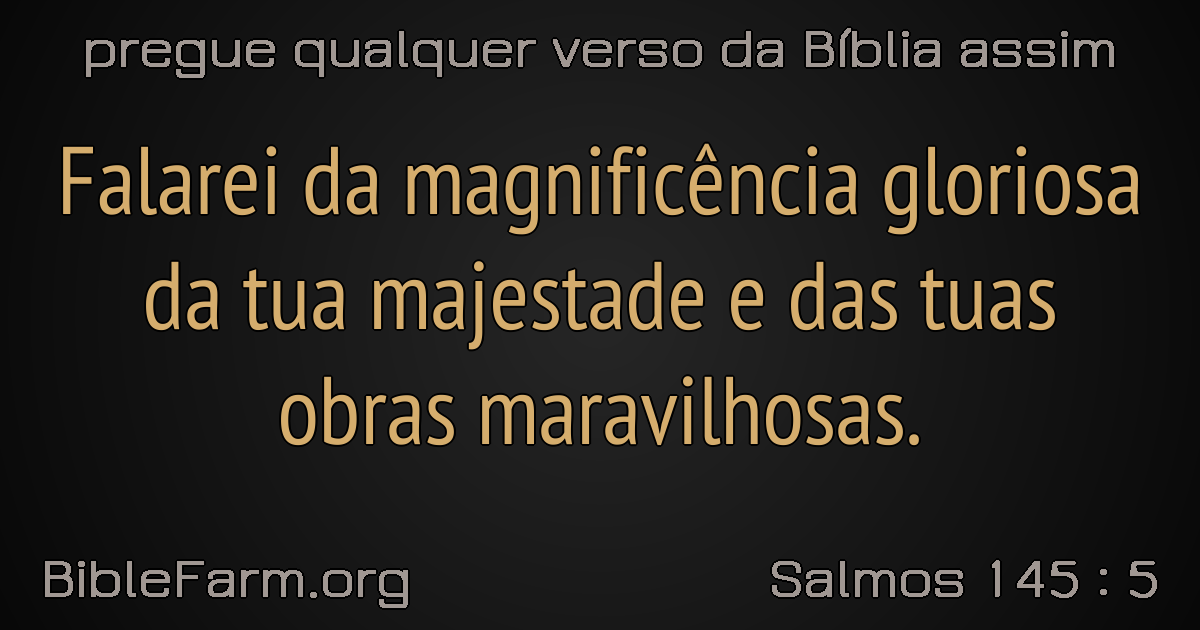 pregue qualquer verso da Bíblia assim
Falarei da magnificência gloriosa
da tua majestade e das tuas
obras maravilhosas.
BibleFarm.org
Salmos 145 : 5